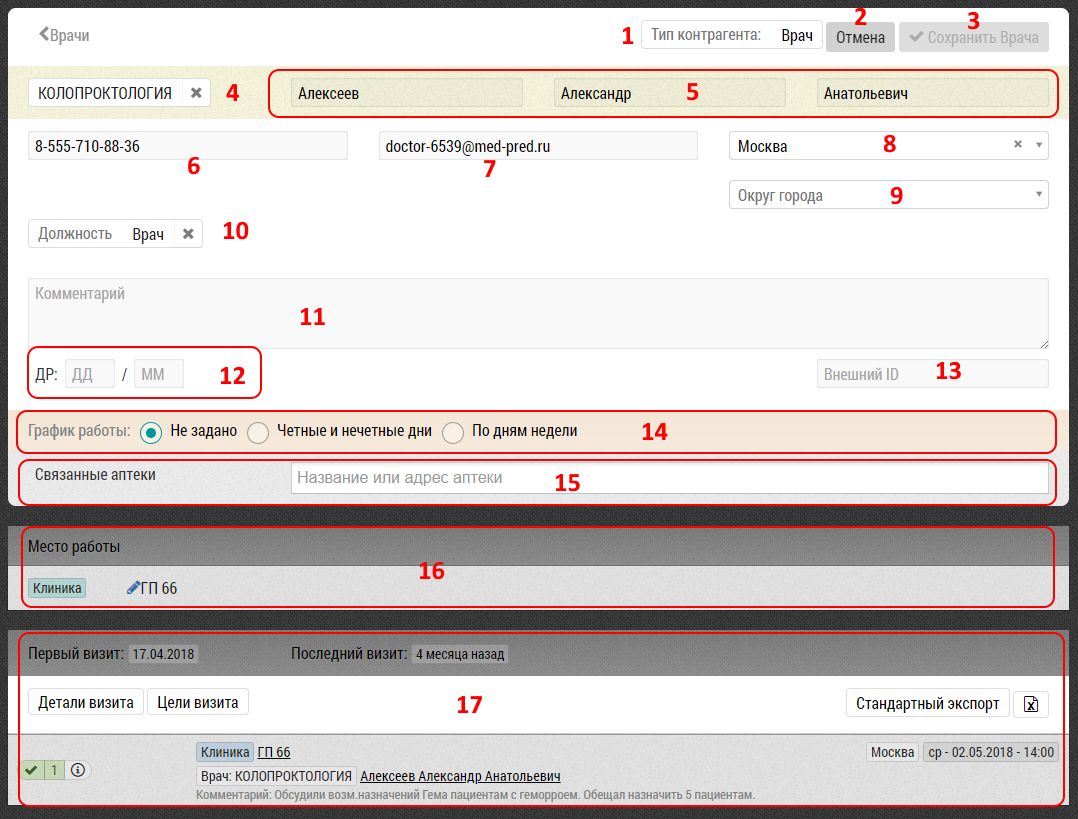 Врачи
1 Тип контрагента: Врач
2 Отмена
3 Сохранить Врача
КОЛОПРОКТОЛОГИЯ 4 Алексеев Александр 5 Анатольевич
8-555-710-88-36 doctor-6539@med-pred.ru Москва 8
6 7
Округ города 9
Должность Врач 10
Комментарий
11
ДР: ДД / ММ 12 Внешний ID 13
График работы: Не задано Четные и нечетные дни По дням недели 14
Связанные аптеки Название или адрес аптеки 15
Место работы
16
Клиника ГП 66
Первый визит: 17.04.2018 Последний визит: 4 месяца назад
Детали визита Цели визита 17 Стандартный экспорт
1 Клиника ГП 66 Москва ср - 02.05.2018 - 14:00
Врач: КОЛОПРОКТОЛОГИЯ Алексеев Александр Анатольевич
Комментарий: Обсудили возм.назначений Гема пациентам с геморроем. Обещал назначить 5 пациентам.